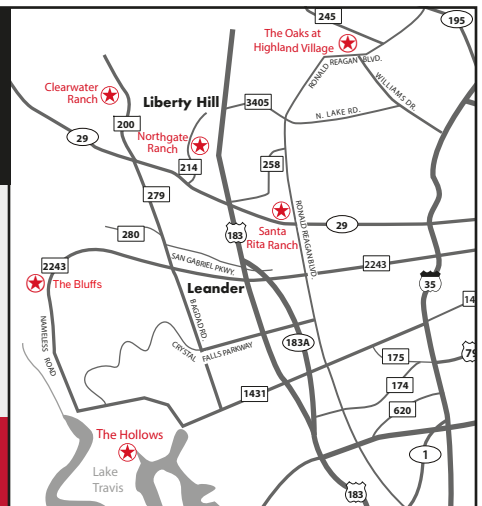 245
195
The Oaks at
Highland Village
RONALD REAGAN BLVD.
WILLIAMS DR.
Clearwater
Ranch
Liberty Hill
3405
N. LAKE RD.
200
29
Northgate
Ranch
214
258
279
Santa
Rita Ranch
RONALD REAGAN BLVD.
29
280
183
SAN GABRIEL PKWY.
2243
2243
The Bluffs
Leander
35
14
NAMELESS ROAD
BAGDAD RD.
CRYSTAL FALLS PARKWAY
183A
175
79
174
1431
620
The Hollows
Lake
Travis
1
183